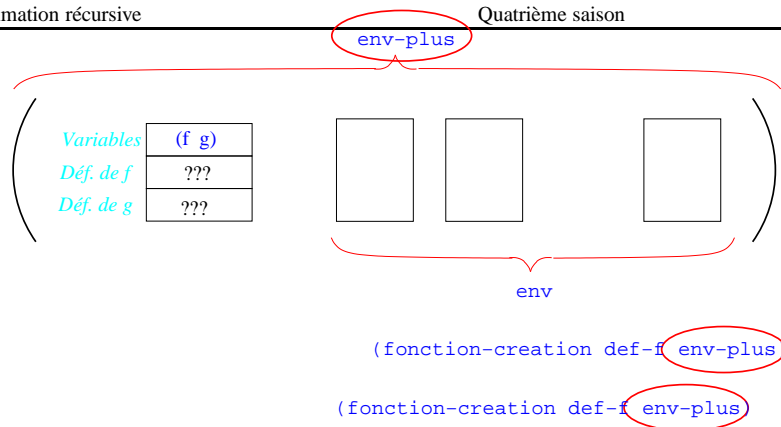 mation récursive Quatrième saison
env-plus
Variables (f g)
Déf. de f ???
Déf. de g ???
env
(fonction-creation def-f env-plus
(fonction-creation def-f env-plus)